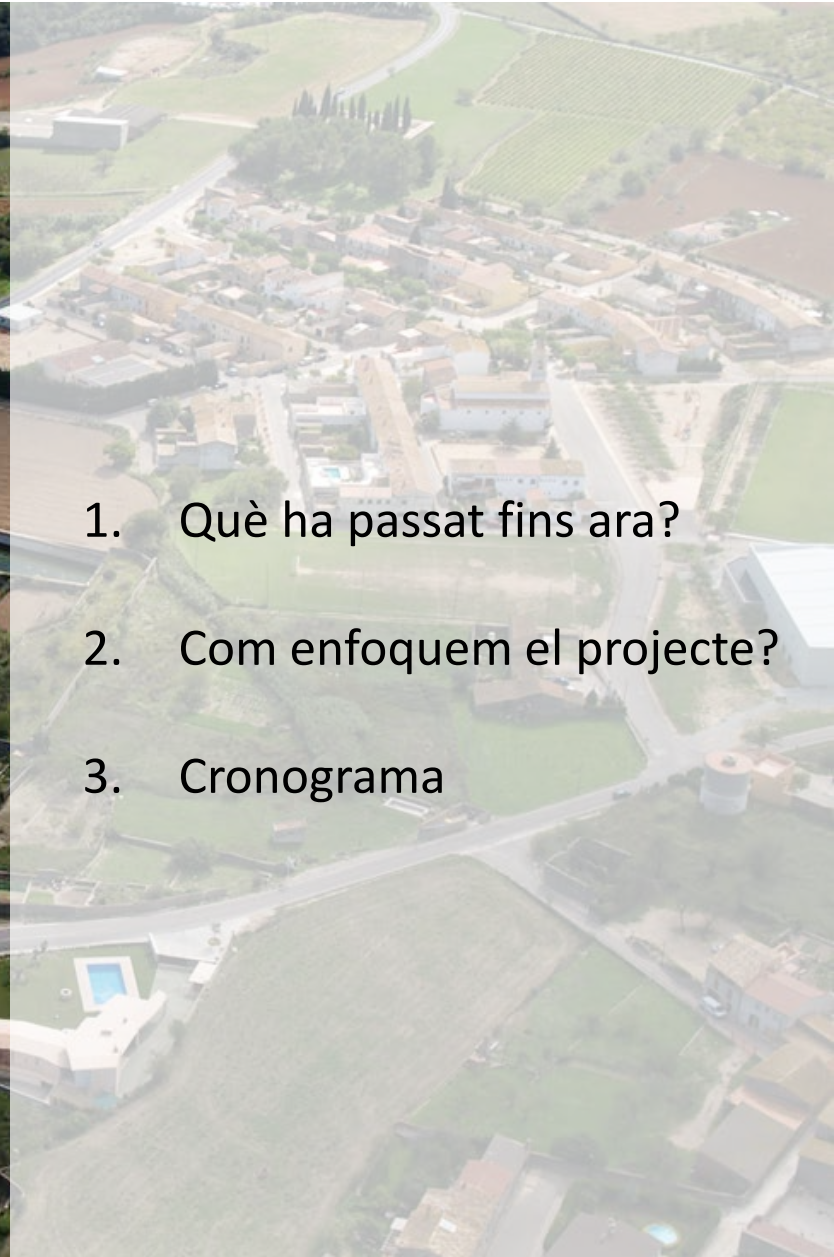 1. Què ha passat fins ara?
2. Com enfoquem el projecte?
3. Cronograma